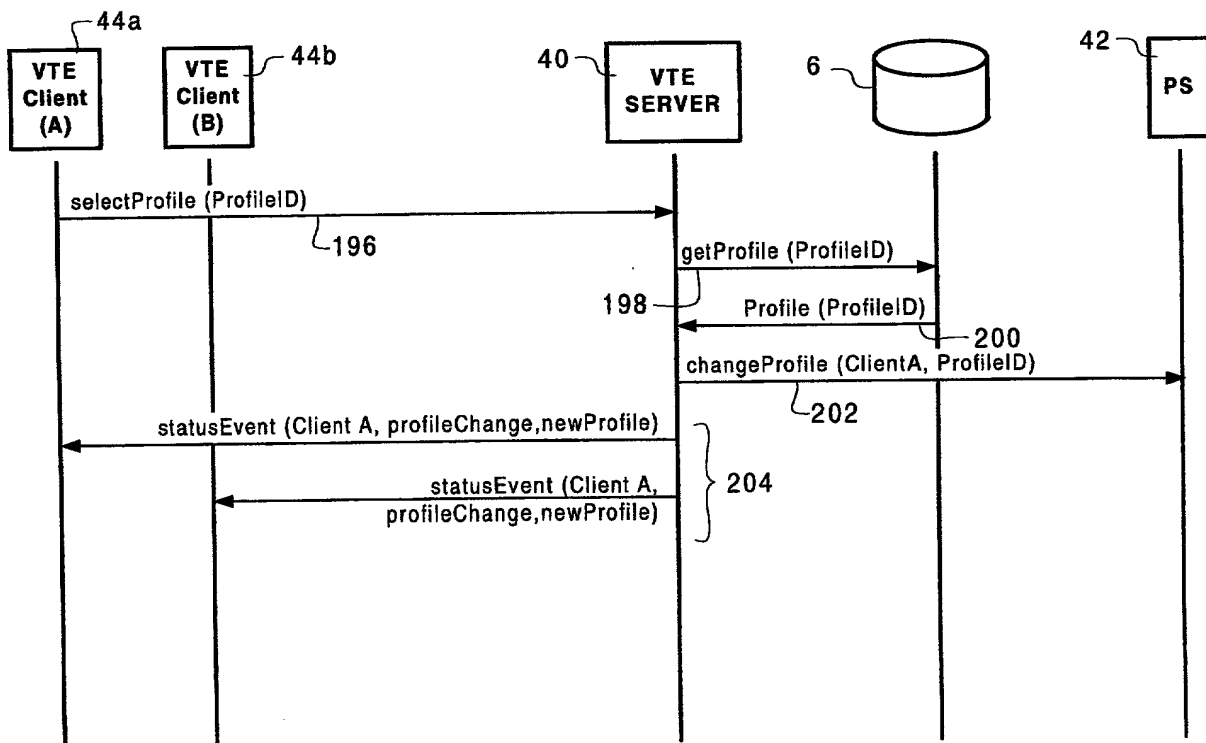 44a
VTE
Client
(A)
VTE
Client
(B)
44b
40
VTE
SERVER
6
42
PS
selectProfile (ProfileID)
196
getProfile (ProfileID)
198
Profile (ProfileID)
200
changeProfile (ClientA, ProfileID)
202
statusEvent (Client A, profileChange,newProfile)
statusEvent (Client A,
profileChange,newProfile)
204